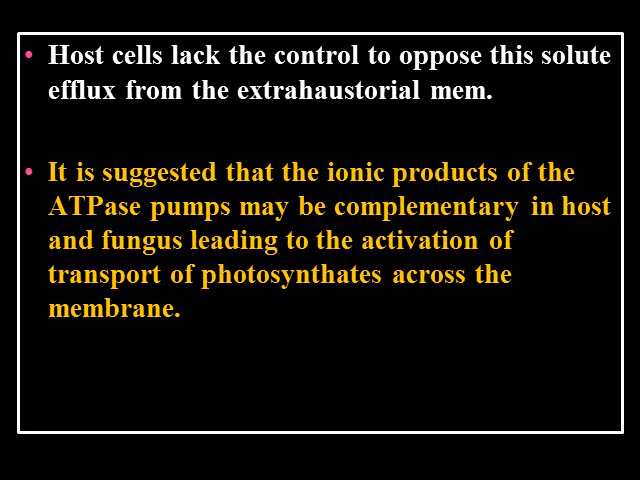 • Host cells lack the control to oppose this solute
efflux from the extrahaustorial mem.
• It is suggested that the ionic products of the
ATPase pumps may be complementary in host
and fungus leading to the activation of
transport of photosynthates across the
membrane.